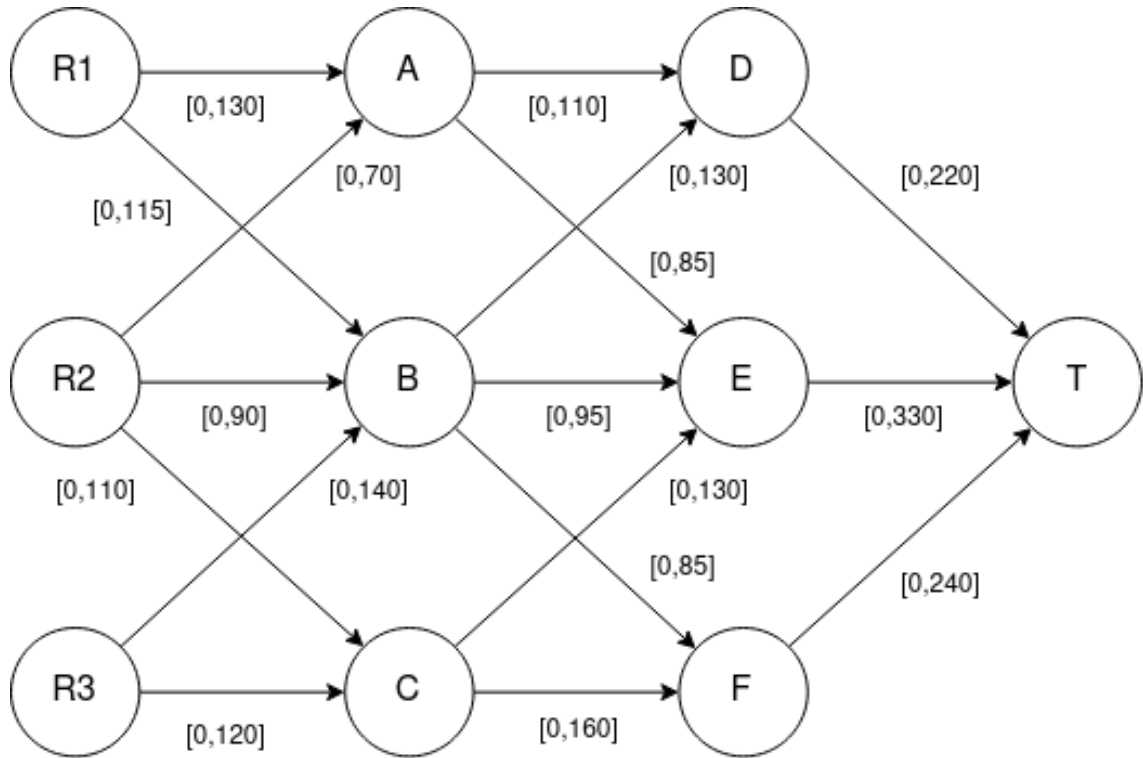 R1
A
D
[0,130]
[0,110]
[0,70]
[0,130]
[0,220]
[0,115]
[0,85]
R2
B
E
T
[0,90]
[0,95]
[0,330]
[0,110]
[0,140]
[0,130]
[0,85]
[0,240]
R3
C
F
[0,120]
[0,160]